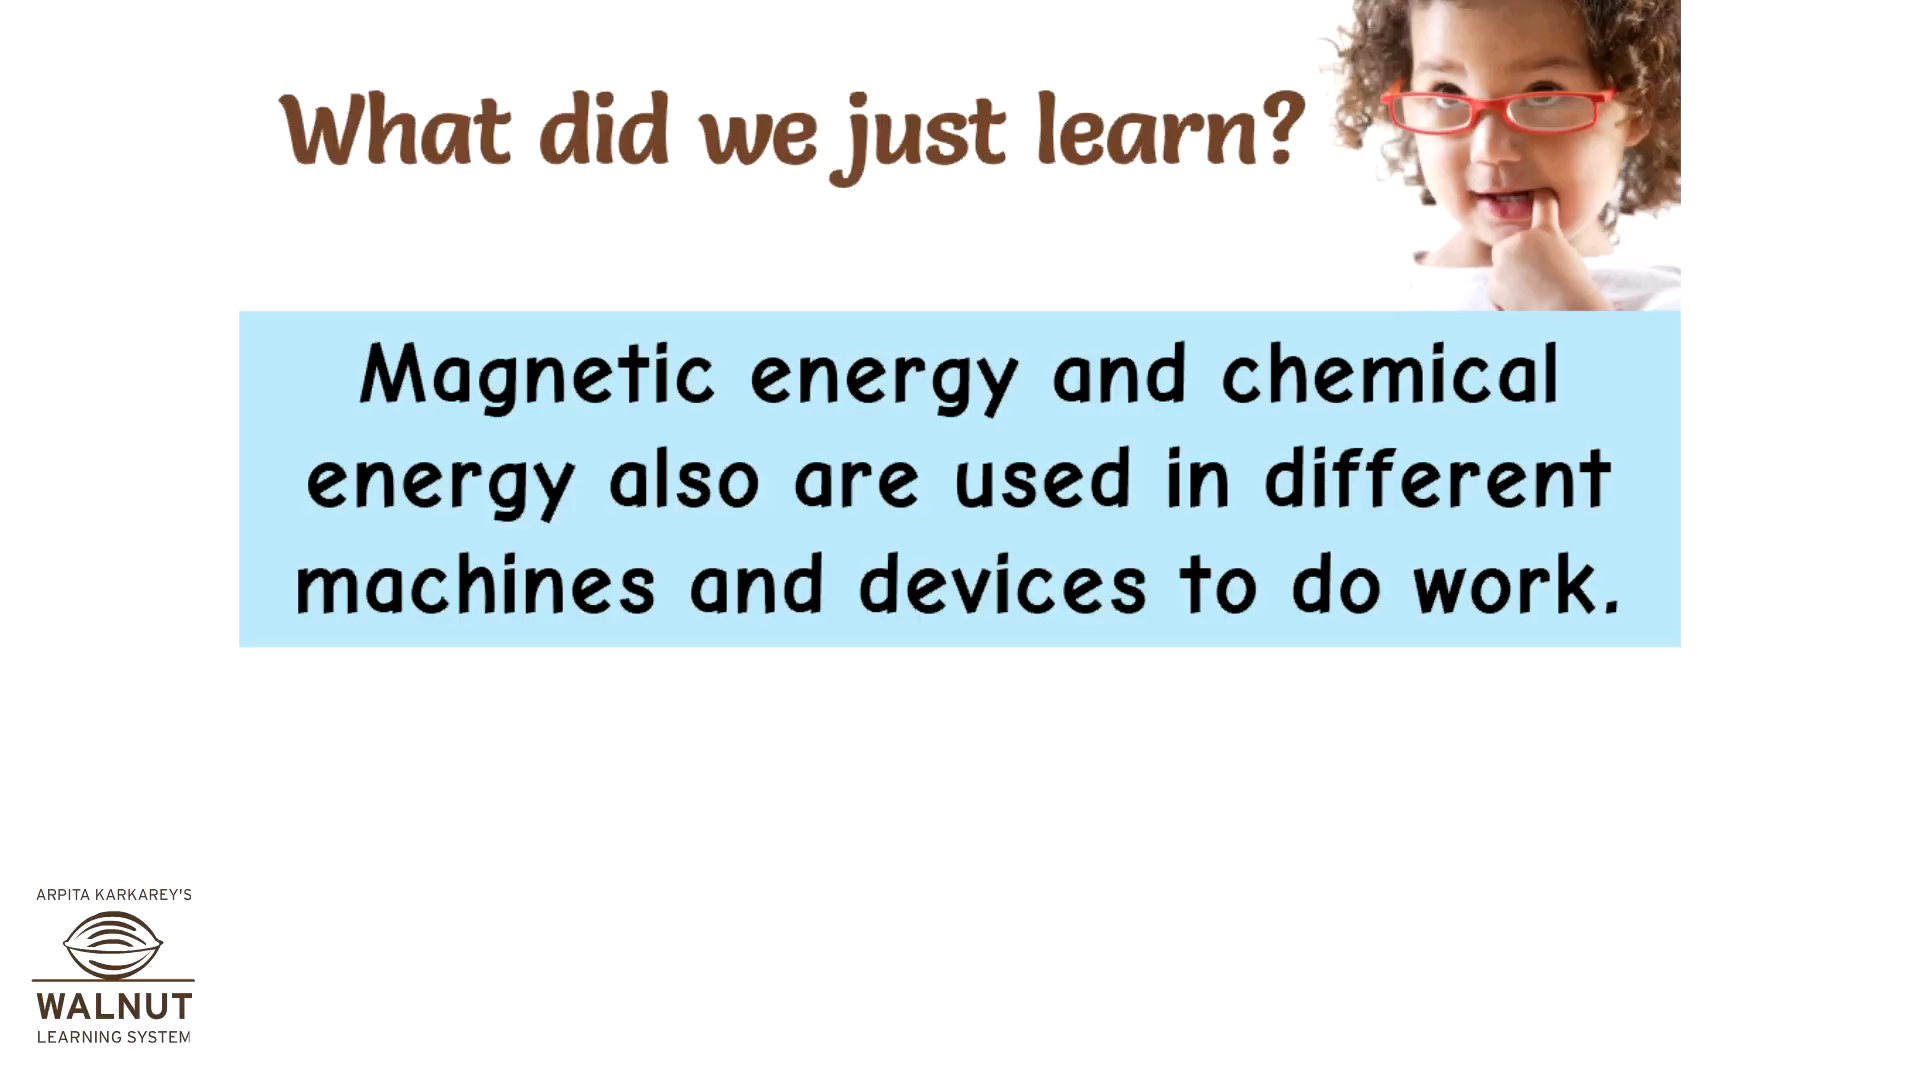 What did we just learn?
Magnetic energy and chemical
energy also are used in different
machines and devices to do work.
ARPITA KARKAREY'S
WALNUT
LEARNING SYSTEM